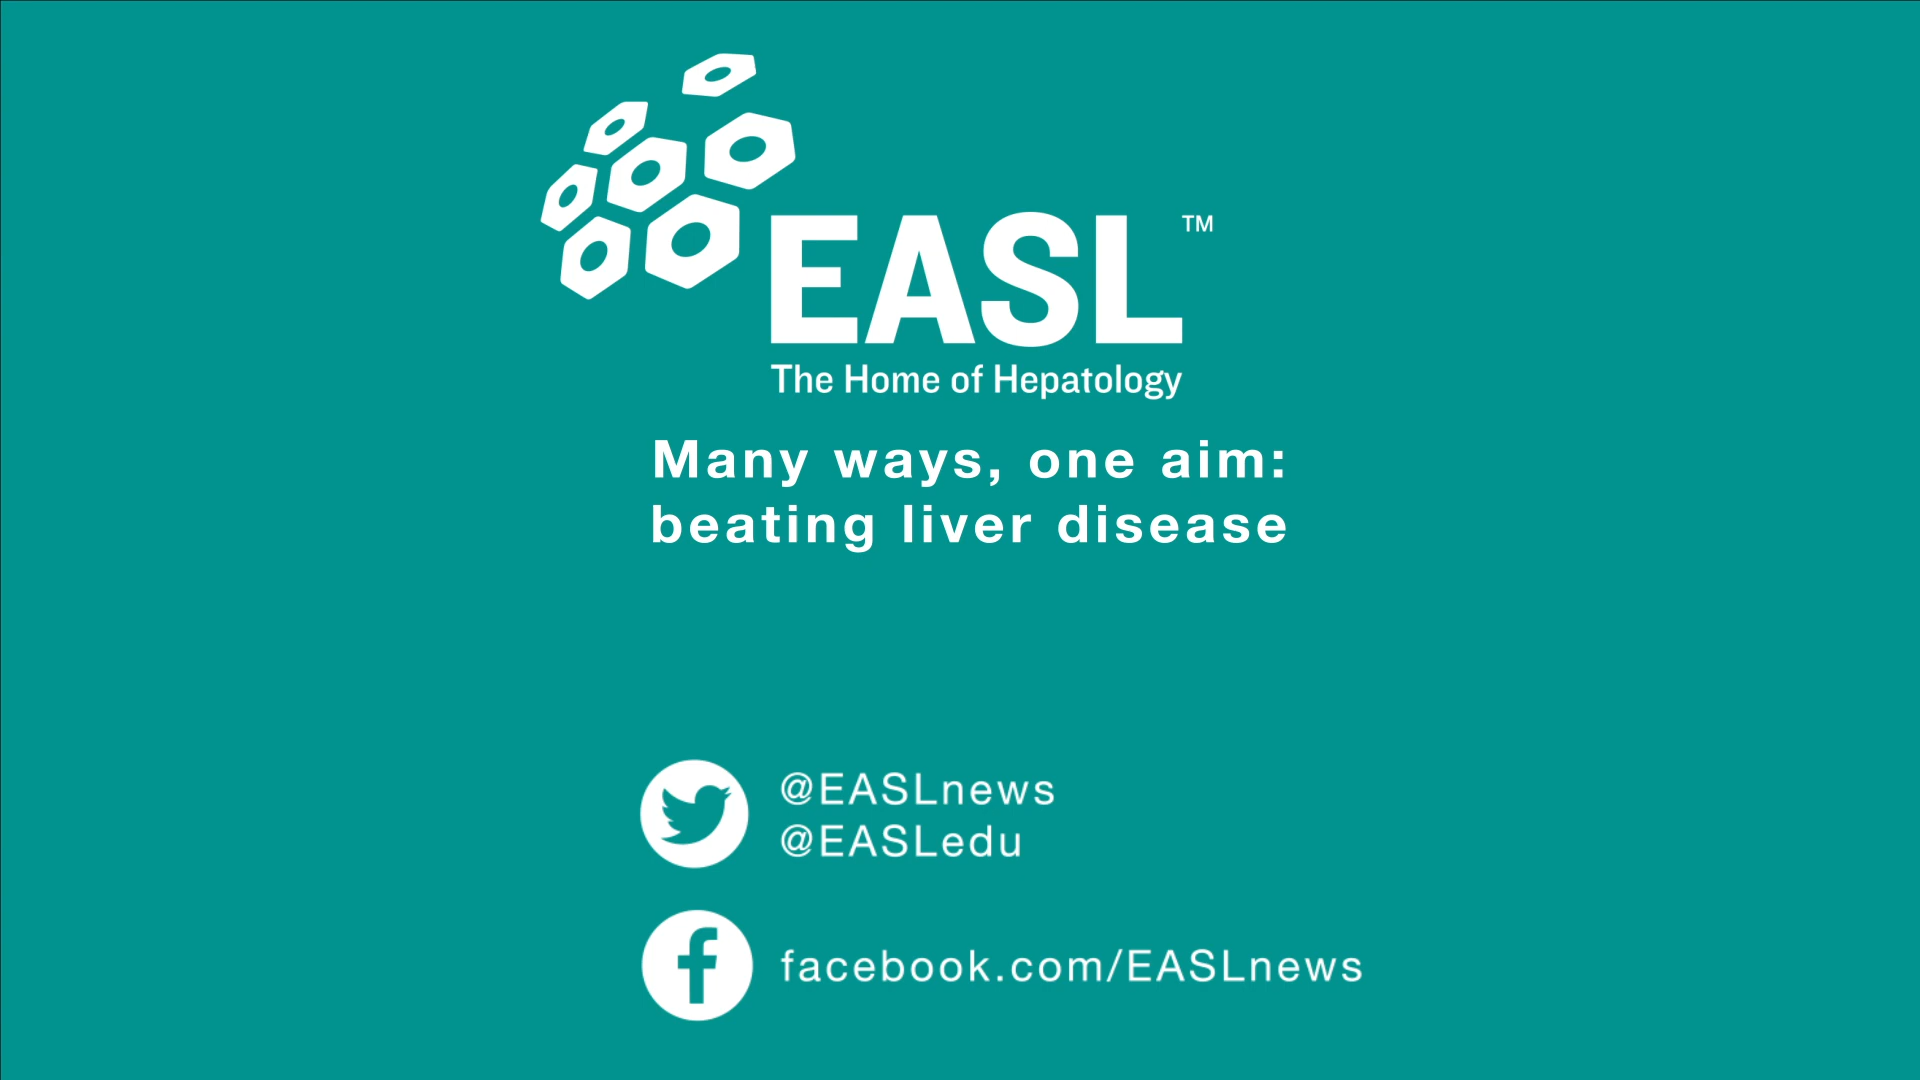 EASL™
The Home of Hepatology
Many ways, one aim:
beating liver disease
@EASLnews
@EASLedu
facebook.com/EASLnews